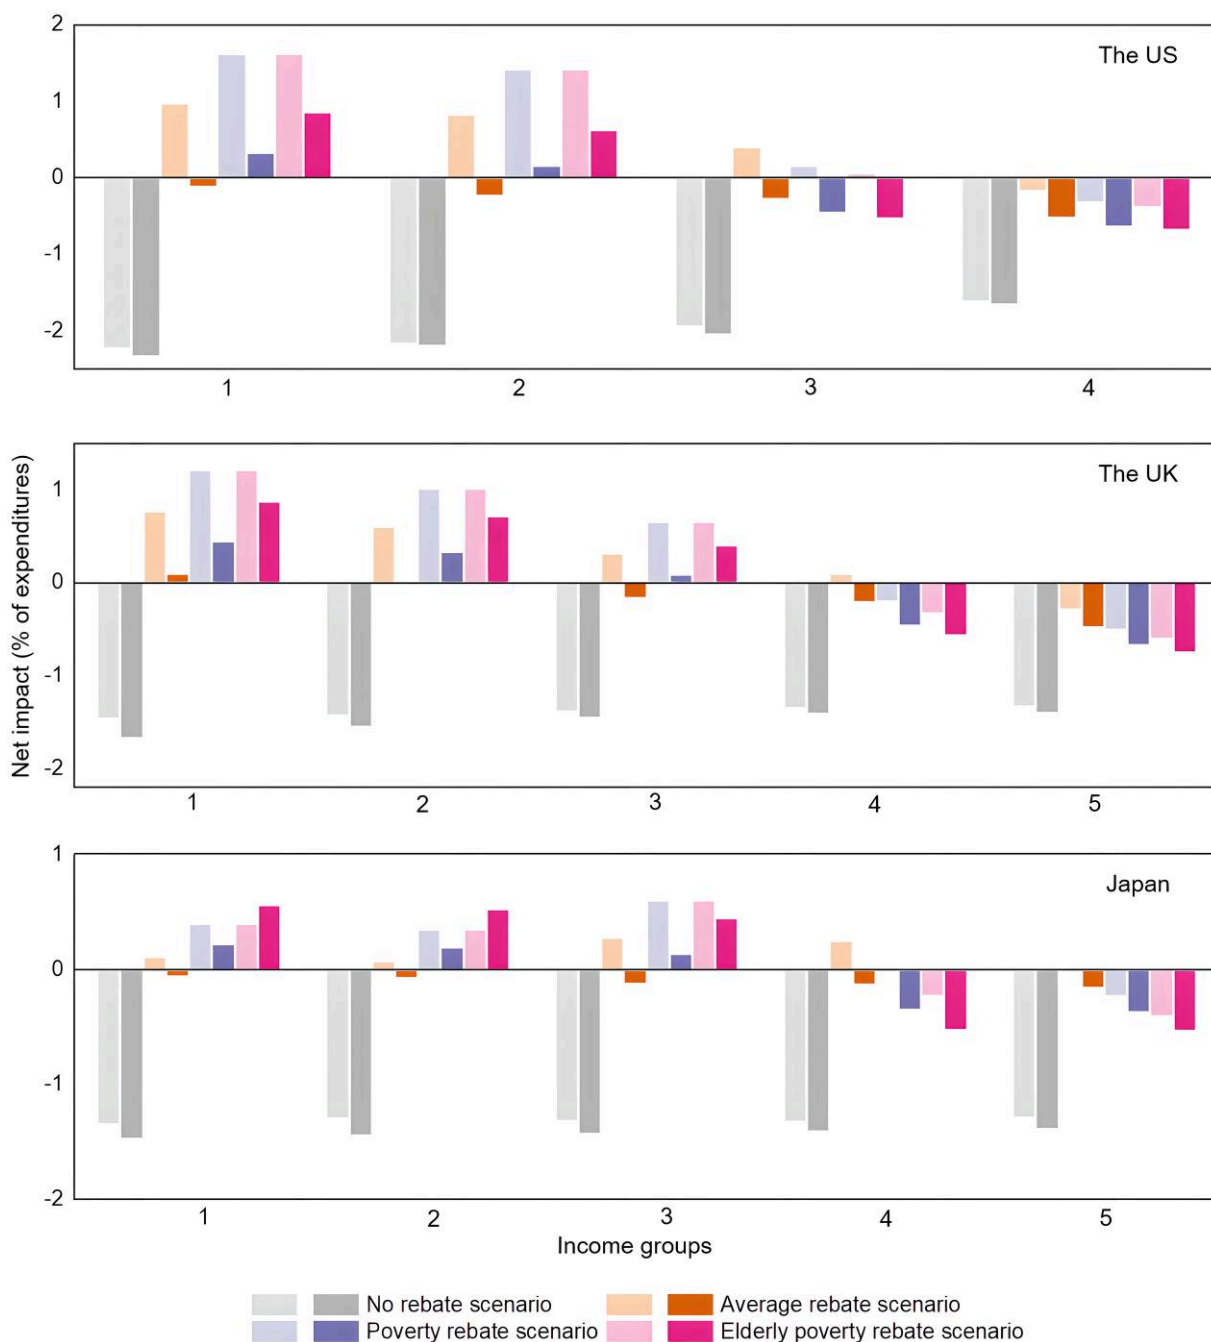 2
The US
1
0
-1
-2
1 2 3 4
Net impact (% of expenditures)
The UK
1
0
-1
-2
1 2 3 4 5
1
Japan
0
-1
-2
1 2 3 4 5
Income groups
No rebate scenario Average rebate scenario
Poverty rebate scenario Elderly poverty rebate scenario